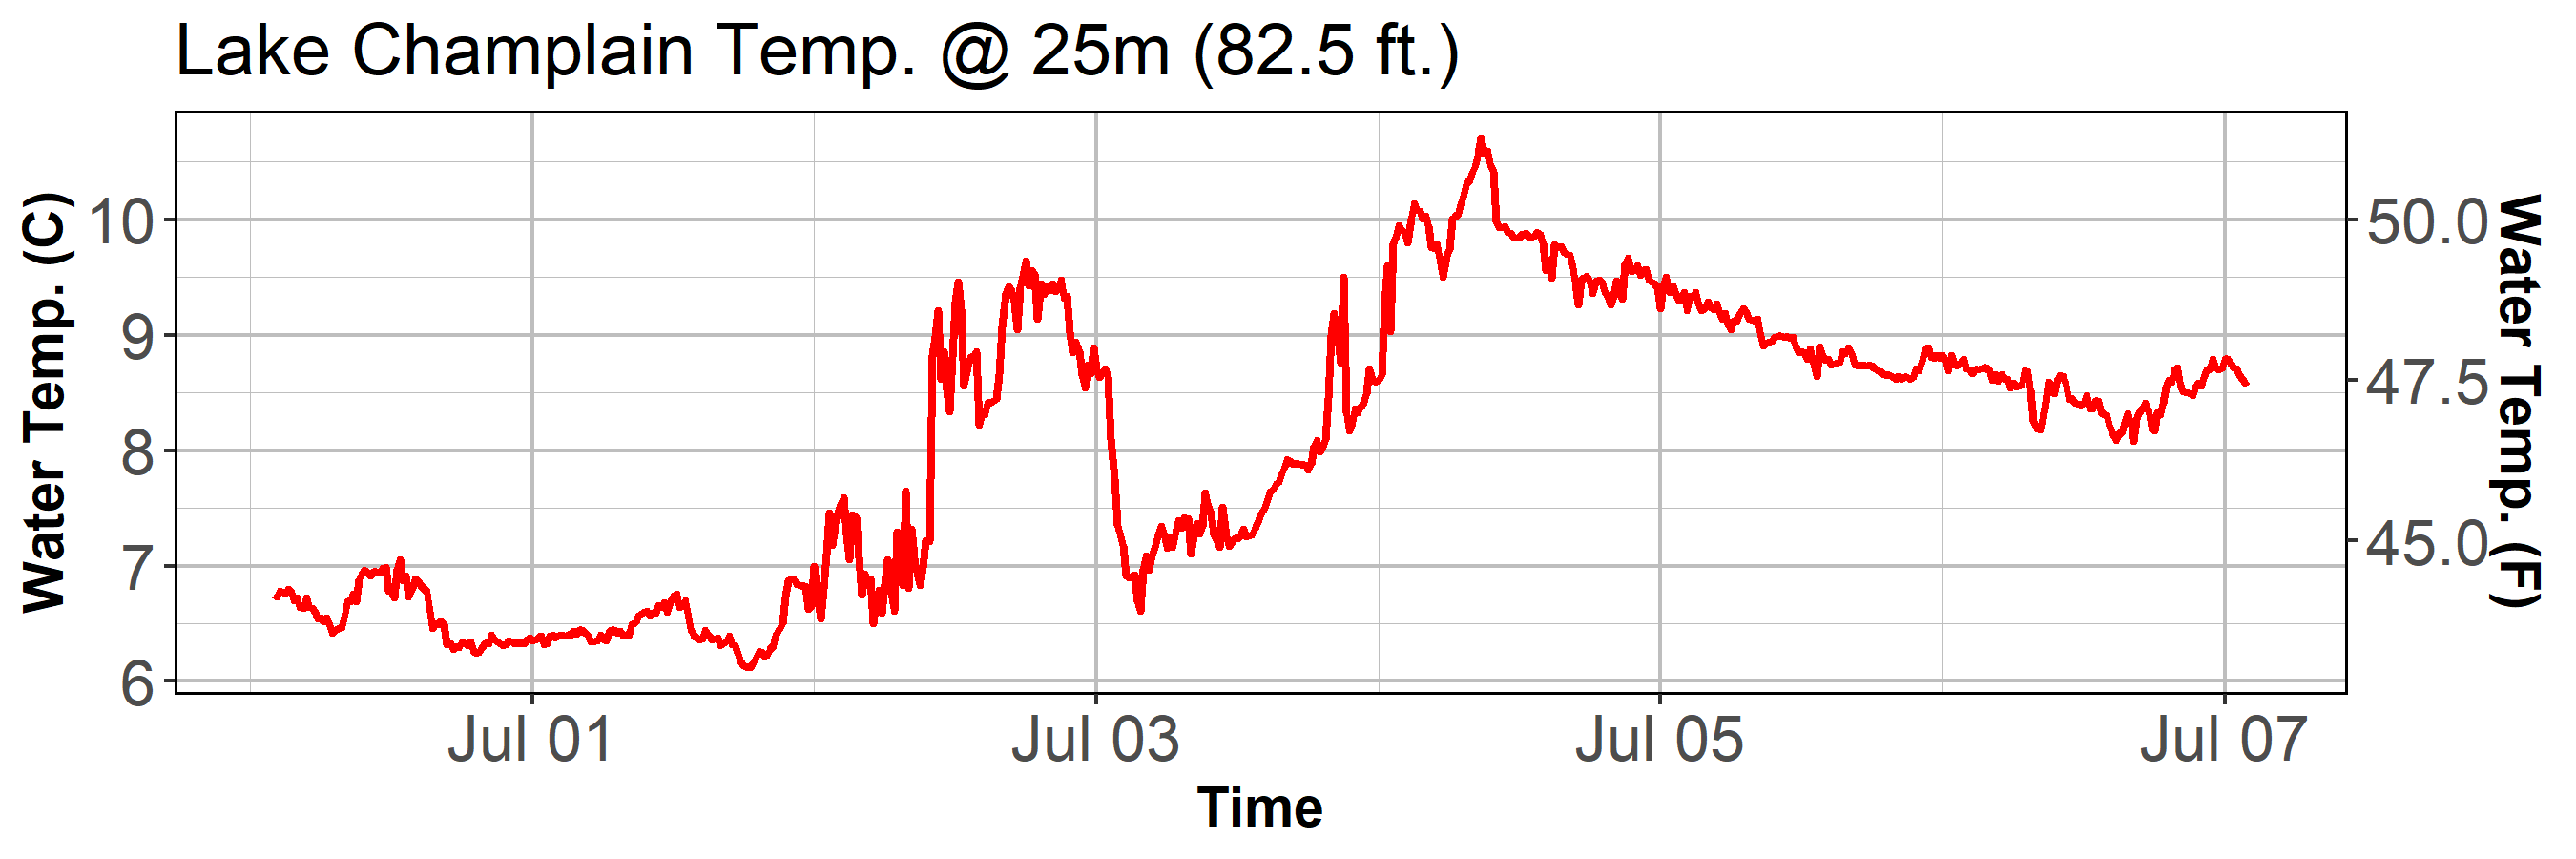 Lake Champlain Temp. @ 25m (82.5 ft.)
Water Temp. (C)
10
9
8
7
6
50.0
47.5
45.0
Water Temp. (F)
Jul 01
Jul 03
Jul 05
Jul 07
Time